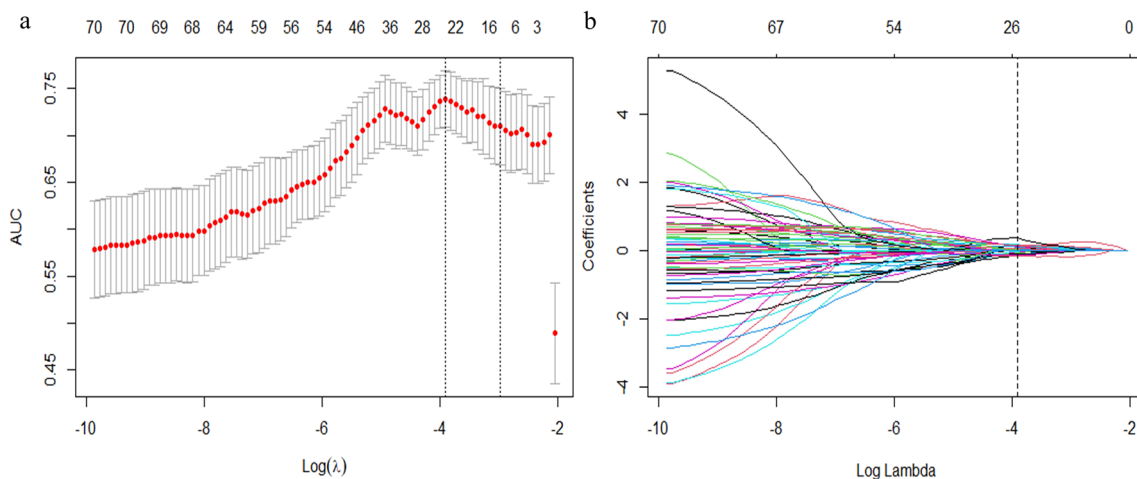 a
70 70 69 68 64 59 56 54 46 36 28 22 16 6 3
AUC
0.75
0.65
0.55
0.45
-10 -8 -6 -4 -2
Log(λ)
b
70 67 54 26 0
Coefficients
4
2
0
-2
-4
-10 -8 -6 -4 -2
Log Lambda